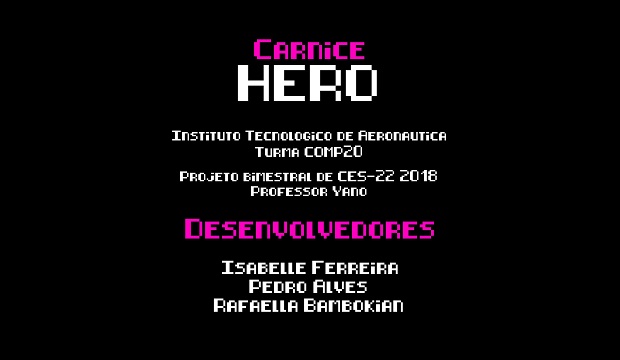 Carnice
HERO
Instituto Tecnologico de Aeronautica
Turma COMP20
Projeto bimestral de CES-22 2018
Professor Yano
Desenvolvedores
Isabelle Ferreira
Pedro Alves
Rafaella Bambokian